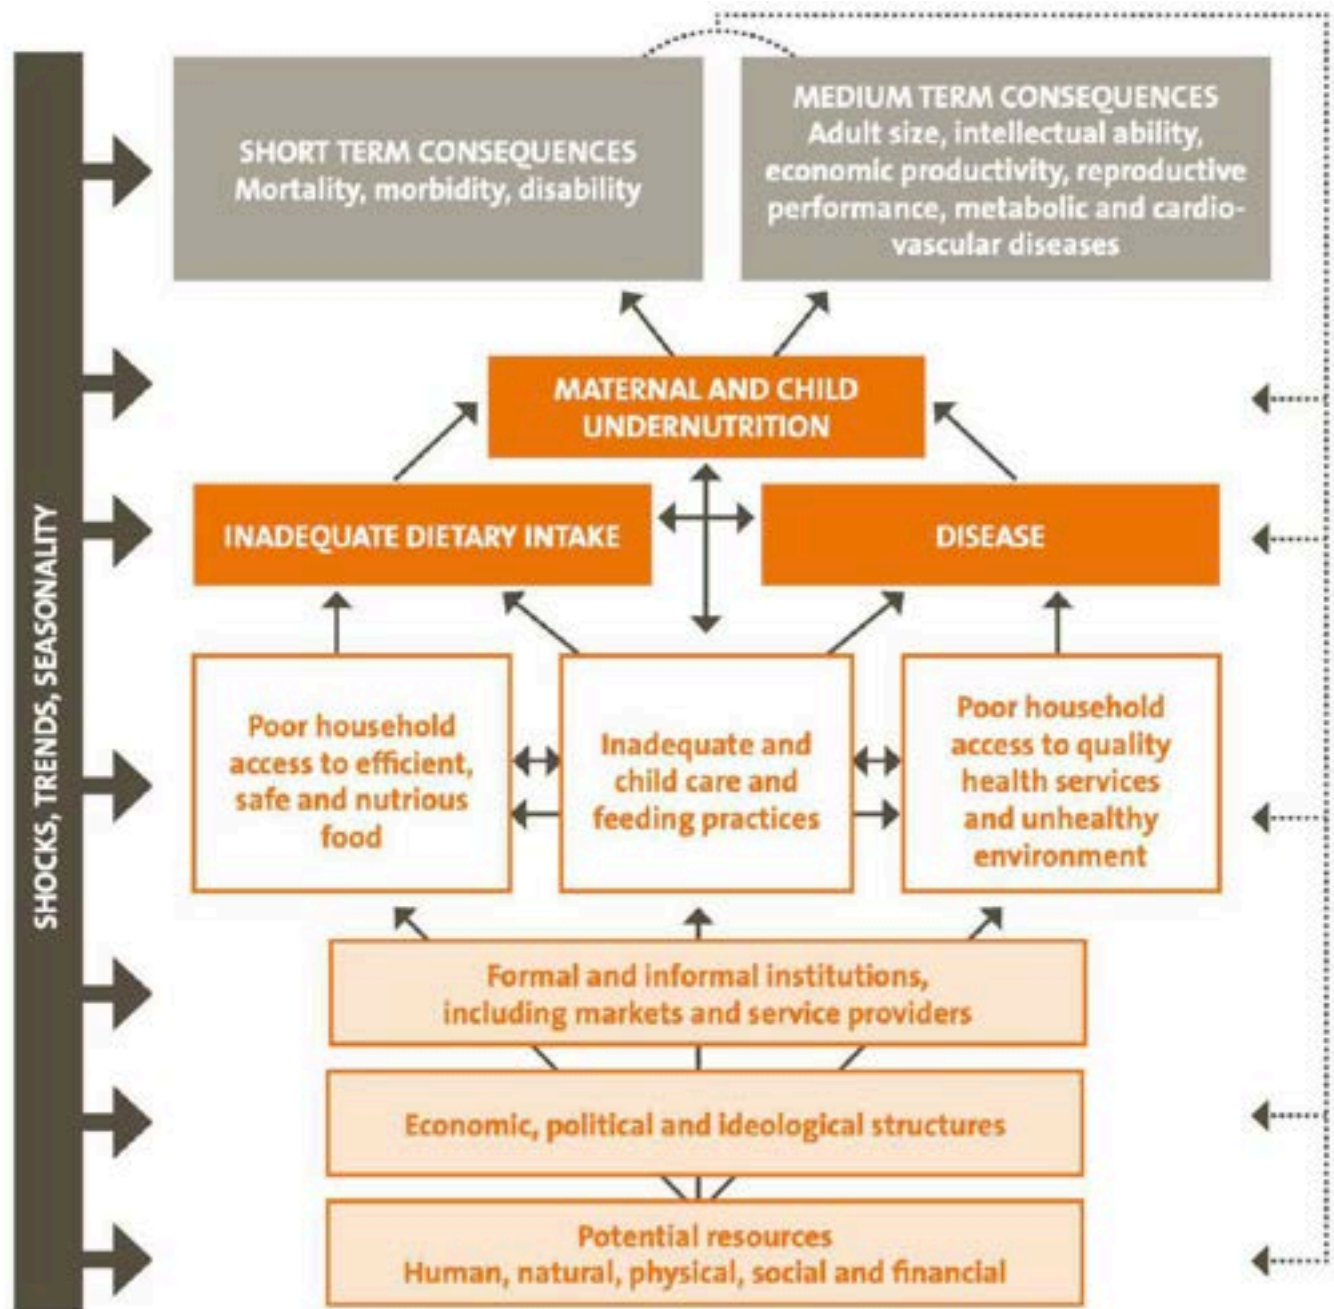 SHOCKS, TRENDS, SEASONALITY
SHORT TERM CONSEQUENCES
Mortality, morbidity, disability
MEDIUM TERM CONSEQUENCES
Adult size, intellectual ability,
economic productivity, reproductive
performance, metabolic and cardio-
vascular diseases
MATERNAL AND CHILD
UNDERNUTRITION
INADEQUATE DIETARY INTAKE
DISEASE
Poor household
access to efficient,
safe and nutrious
food
Inadequate and
child care and
feeding practices
Poor household
access to quality
health services
and unhealthy
environment
Formal and informal institutions,
including markets and service providers
Economic, political and ideological structures
Potential resources
Human, natural, physical, social and financial